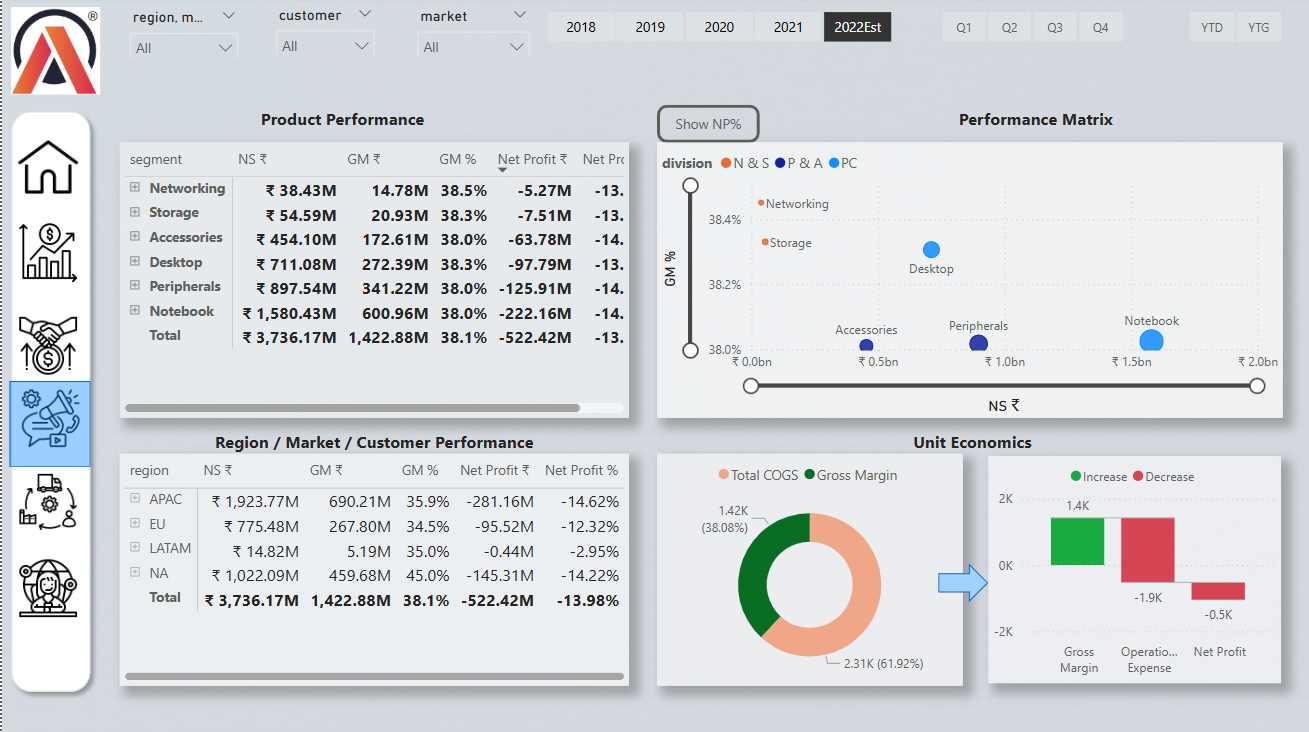 ®
region, m...
All
customer
All
market
All
2018 2019 2020 2021 2022Est
Q1 Q2 Q3 Q4
YTD YTG
Product Performance
segment NS ₹ GM ₹ GM % Net Profit ₹ Net Pr
Networking ₹ 38.43M 14.78M 38.5% -5.27M -13.
Storage ₹ 54.59M 20.93M 38.3% -7.51M -13.
Accessories ₹ 454.10M 172.61M 38.0% -63.78M -14.
Desktop ₹ 711.08M 272.39M 38.3% -97.79M -13.
Peripherals ₹ 897.54M 341.22M 38.0% -125.91M -14.
Notebook ₹ 1,580.43M 600.96M 38.0% -222.16M -14.
Total ₹ 3,736.17M 1,422.88M 38.1% -522.42M -13.
Show NP%
Performance Matrix
division N & S P & A PC
GM %
38.4%
38.2%
38.0%
Networking
Storage
Desktop
Accessories
Peripherals
Notebook
₹ 0.0bn ₹ 0.5bn ₹ 1.0bn ₹ 1.5bn ₹ 2.0bn
NS ₹
Region / Market / Customer Performance
region NS ₹ GM ₹ GM % Net Profit ₹ Net Profit %
APAC ₹ 1,923.77M 690.21M 35.9% -281.16M -14.62%
EU ₹ 775.48M 267.80M 34.5% -95.52M -12.32%
LATAM ₹ 14.82M 5.19M 35.0% -0.44M -2.95%
NA ₹ 1,022.09M 459.68M 45.0% -145.31M -14.22%
Total ₹ 3,736.17M 1,422.88M 38.1% -522.42M -13.98%
Unit Economics
Total COGS Gross Margin
1.42K
(38.08%)
2.31K (61.92%)
Increase Decrease
2K
0K
-2K
1.4K
-1.9K
-0.5K
Gross
Margin
Operatio...
Expense
Net Profit